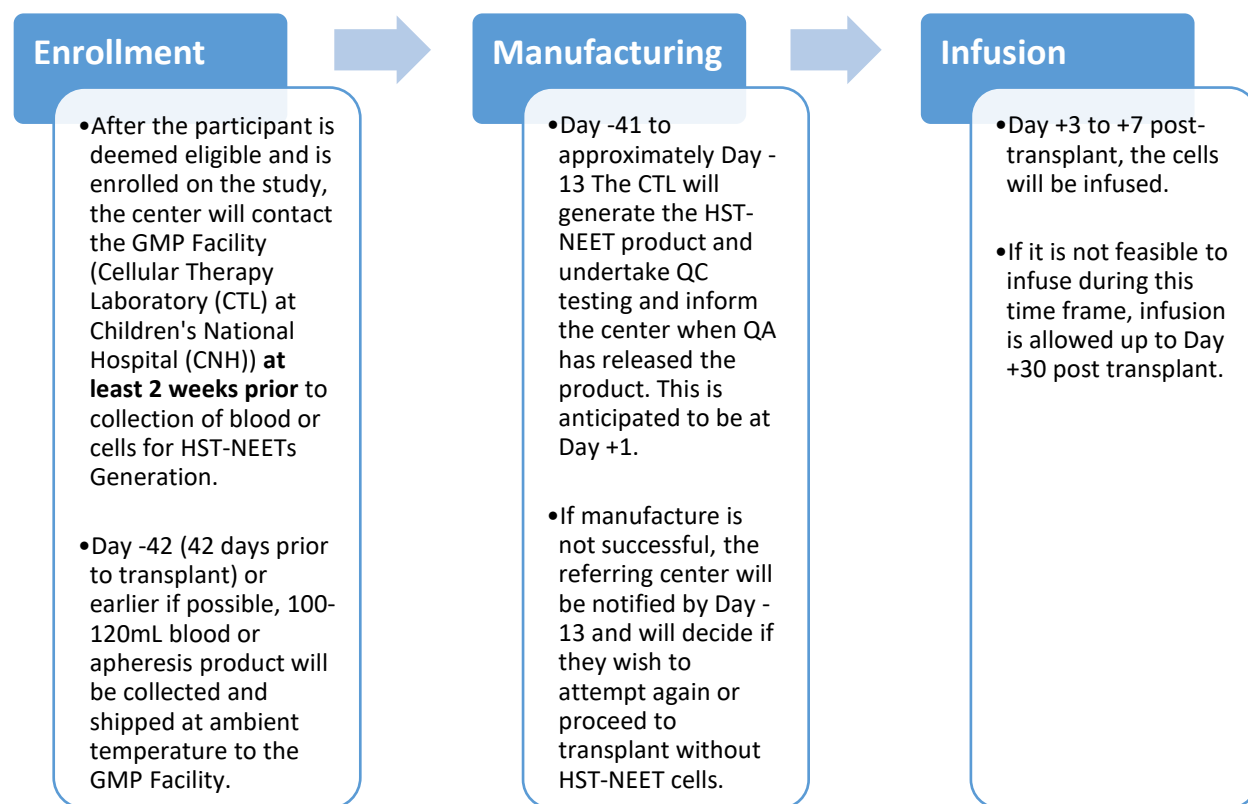 Enrollment
•After the participant is
deemed eligible and is
enrolled on the study,
the center will contact
the GMP Facility
(Cellular Therapy
Laboratory (CTL) at
Children's National
Hospital (CNH)) at
least 2 weeks prior to
collection of blood or
cells for HST-NEETs
Generation.
•Day -42 (42 days prior
to transplant) or
earlier if possible, 100-
120mL blood or
apheresis product will
be collected and
shipped at ambient
temperature to the
GMP Facility.
Manufacturing
•Day -41 to
approximately Day -
13 The CTL will
generate the HST-
NEET product and
undertake QC
testing and inform
the center when QA
has released the
product. This is
anticipated to be at
Day +1.
•If manufacture is
not successful, the
referring center will
be notified by Day -
13 and will decide if
they wish to
attempt again or
proceed to
transplant without
HST-NEET cells.
Infusion
•Day +3 to +7 post-
transplant, the cells
will be infused.
•If it is not feasible to
infuse during this
time frame, infusion
is allowed up to Day
+30 post transplant.